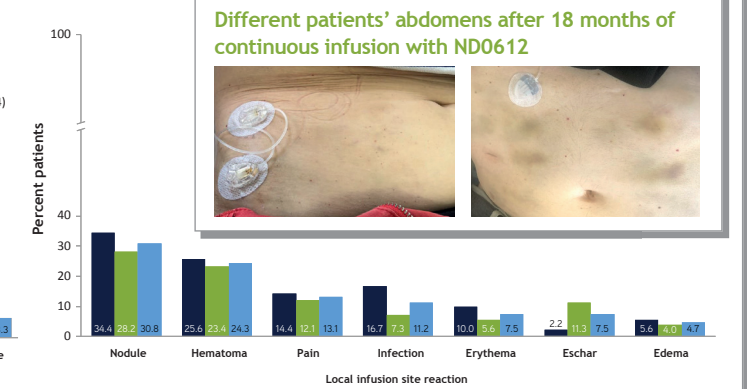 Different patients’ abdomens after 18 months of
continuous infusion with ND0612
100
Percent patients
40
30
20
10
0
34.4 28.2 30.8
25.6 23.4 24.3
14.4 12.1 13.1
16.7 7.3 11.2
10.0 5.6 7.5
2.2 11.3 7.5
5.6 4.0 4.7
Nodule Hematoma Pain Infection Erythema Eschar Edema
Local infusion site reaction